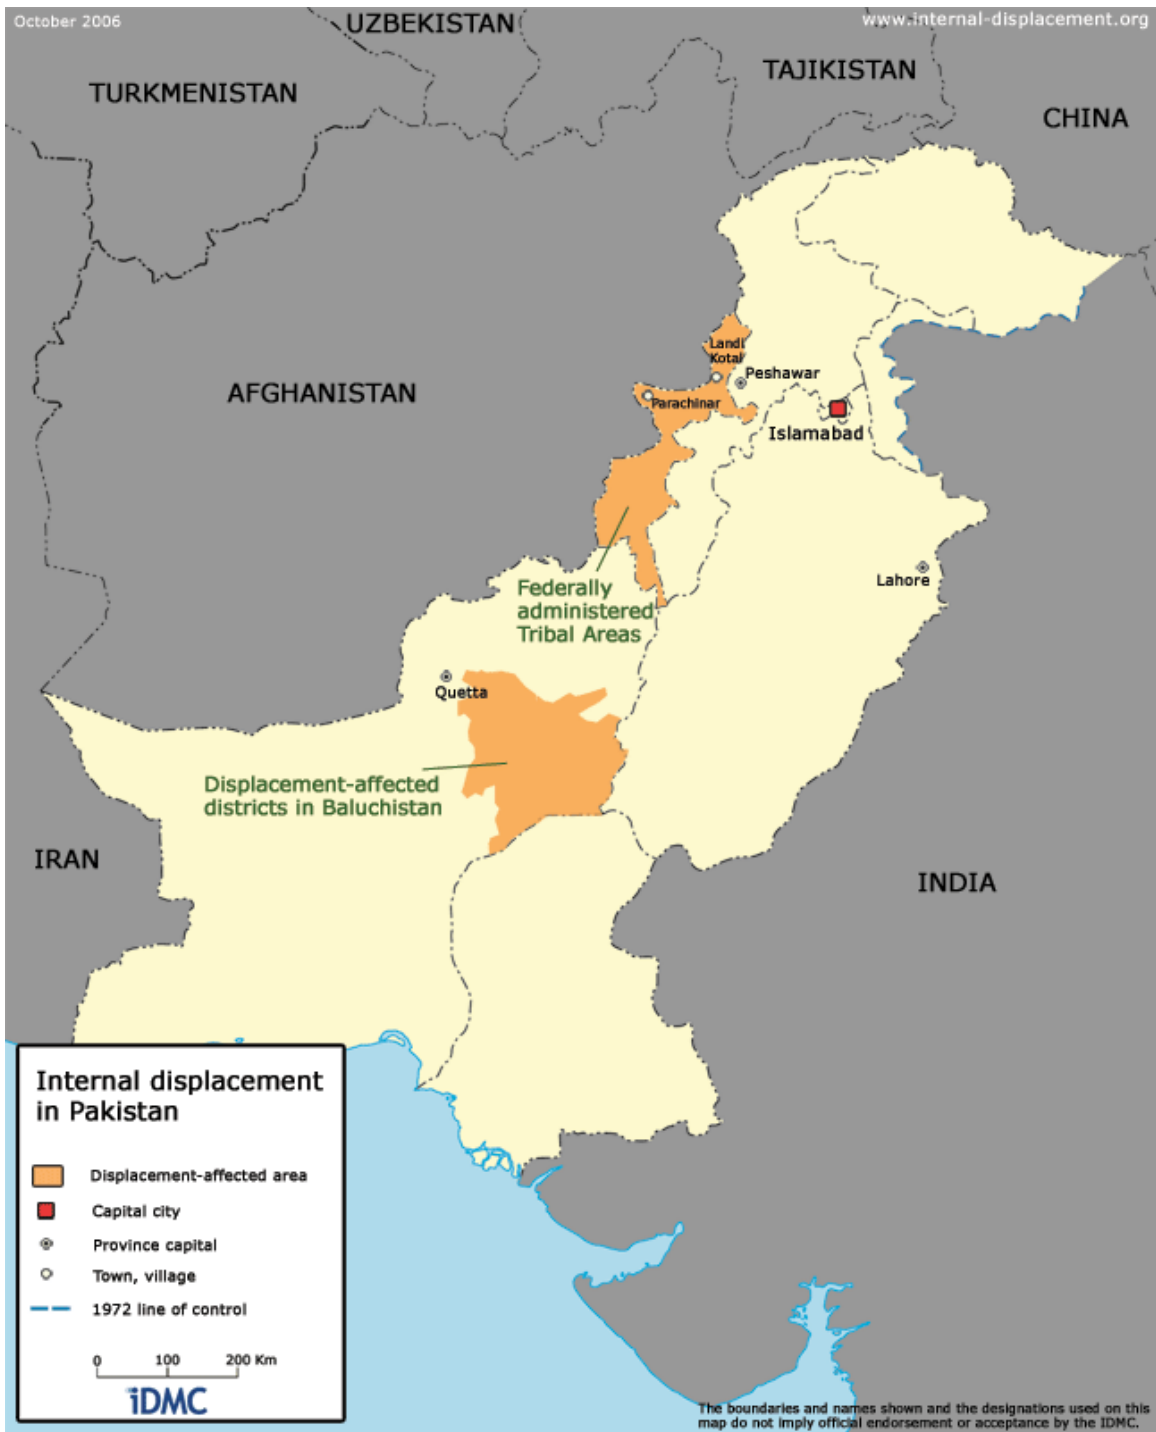 October 2006
www.internal-displacement.org
UZBEKISTAN
TAJIKISTAN
TURKMENISTAN
CHINA
Landi
Kotal
Peshawar
AFGHANISTAN
Parachinar
Islamabad
Lahore
Federally
administered
Tribal Areas
Quetta
Displacement-affected
districts in Baluchistan
IRAN
INDIA
Internal displacement
in Pakistan
Displacement-affected area
Capital city
Province capital
Town, village
1972 line of control
0 100 200 Km
iDMC
The boundaries and names shown and the designations used on this
map do not imply official endorsement or acceptance by the IDMC.